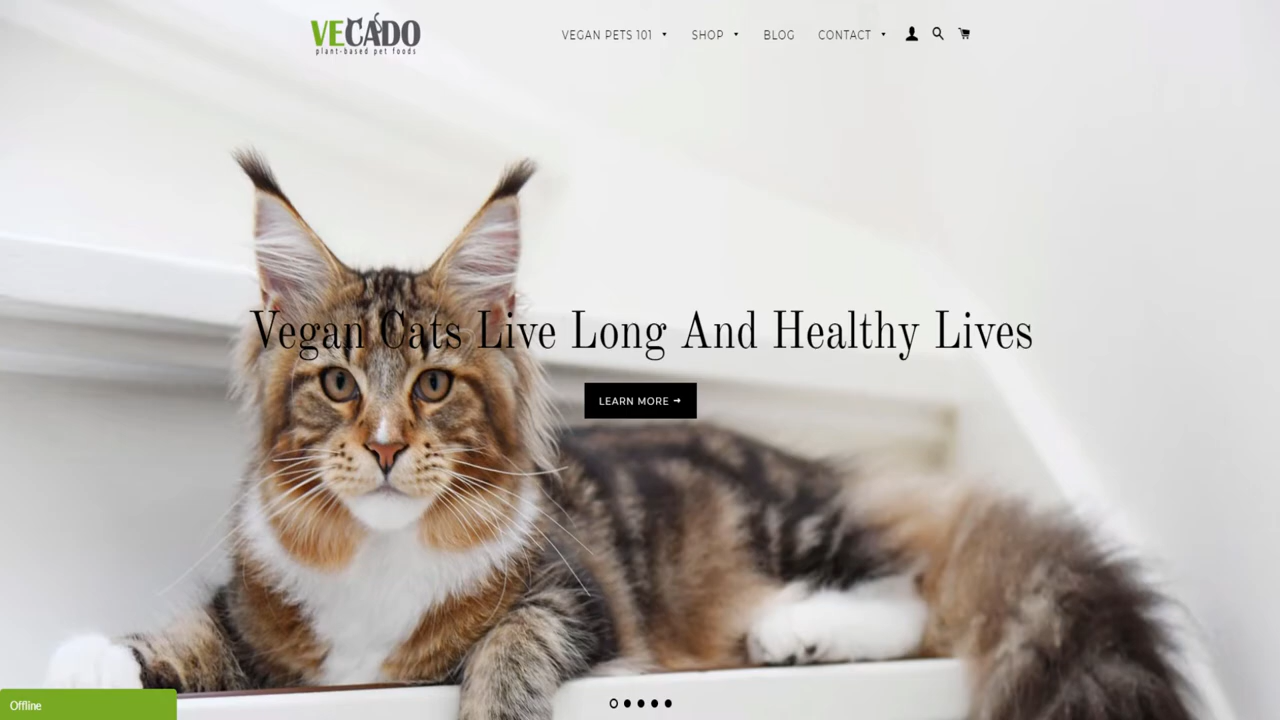 VECADO
plant-based pet foods
VEGAN PETS 101 ▼ SHOP ▼ BLOG CONTACT ▼
Vegan Cats Live Long And Healthy Lives
LEARN MORE ➔
Offline